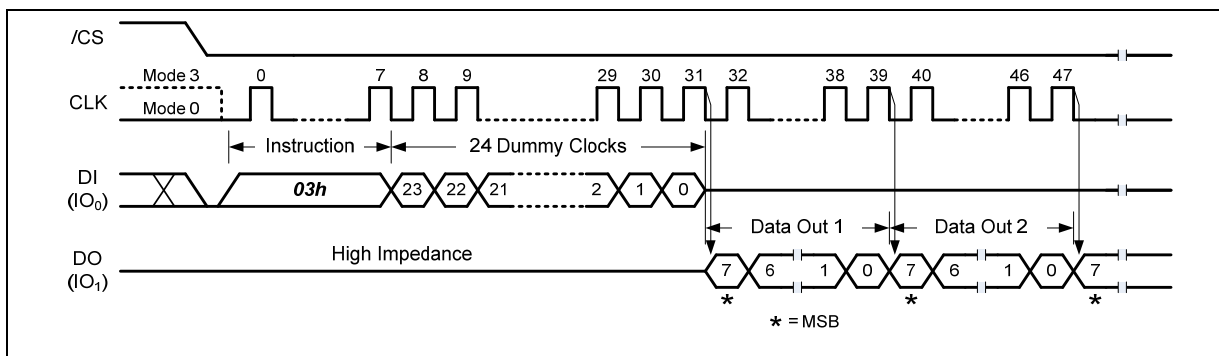 /CS
Mode 3
0 7 8 9 29 30 31 32 38 39 40 46 47
CLK
Mode 0
Instruction 24 Dummy Clocks
DI
(IO₀)
03h 23 22 21 2 1 0
Data Out 1 Data Out 2
High Impedance
DO
(IO₁)
7 6 1 0 7 6 1 0 7
* * *
* = MSB